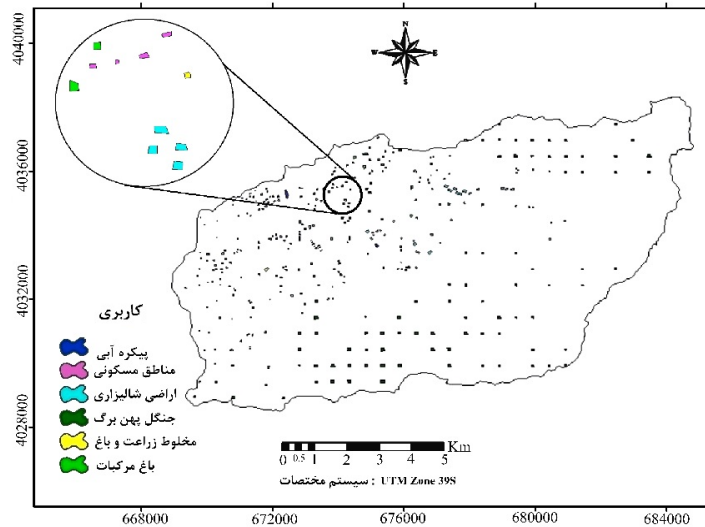 4040000
4036000
4032000
4028000
N
W E
S
کاربری
پیکره آبی
مناطق مسکونی
اراضی شالیزاری
جنگل پهن برگ
مخلوط زراعت و باغ
باغ مرکبات
0 0.5 1 2 3 4 5 Km
سیستم مختصات : UTM Zone 39S
668000 672000 676000 680000 684000